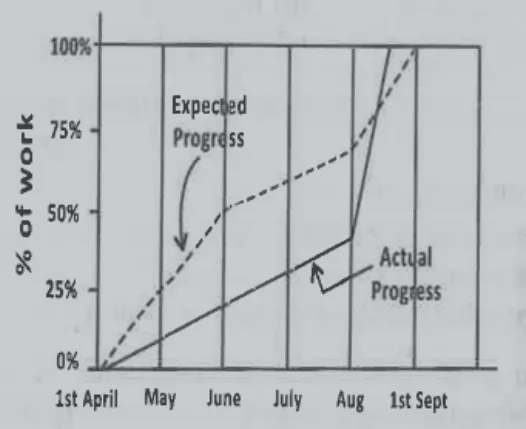 100%
Expected
Progress
75%
50%
25%
0%
% of work
Actual
Progress
1st April May June July Aug 1st Sept